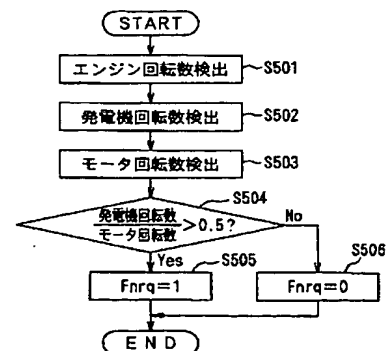 START
エンジン回転数検出
S501
発電機回転数検出
S502
モータ回転数検出
S503
S504
発電機回転数
モータ回転数
>0.5?
No
Yes
S505
S506
Fnrq=1
Fnrq=0
END